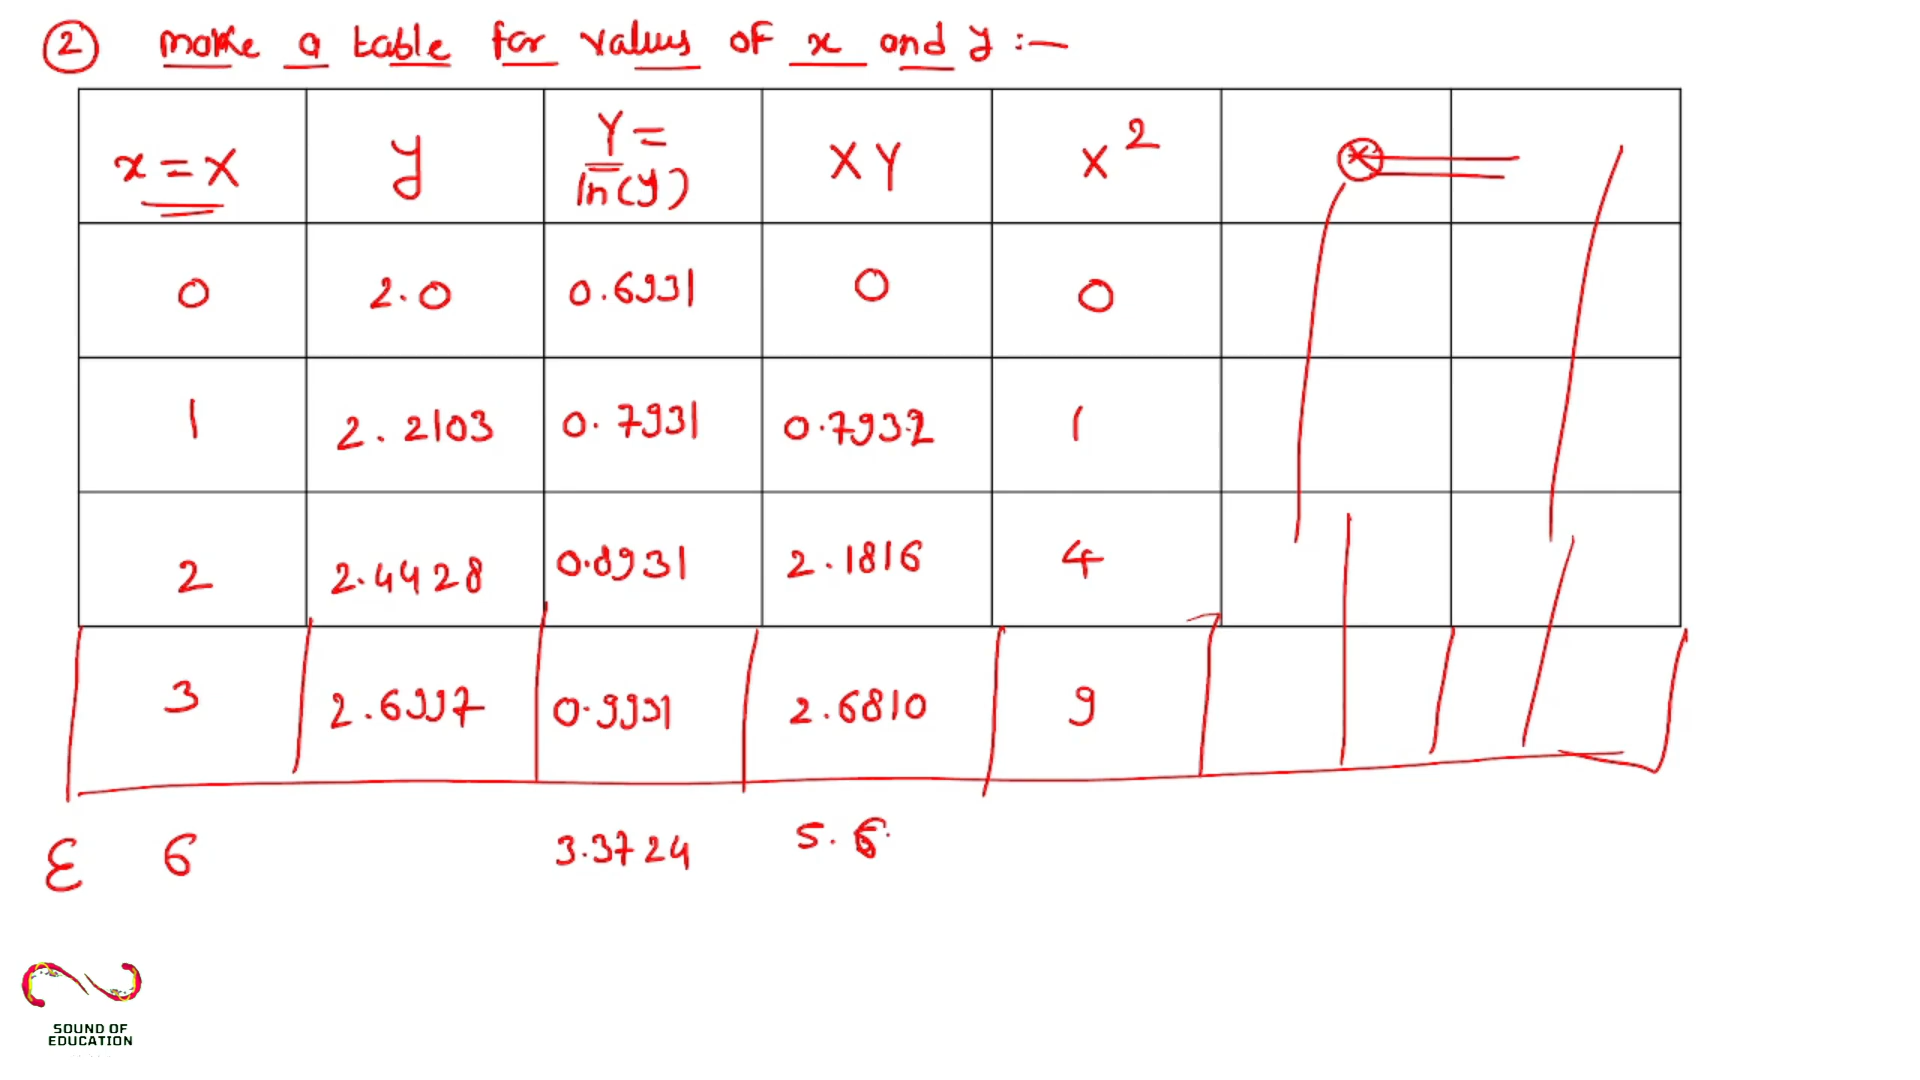 ② make a table for values of x and y :-
x = X y Y = ln(y) XY X²
0 2.0 0.6931 0 0
1 2.2103 0.7931 0.7932 1
2 2.4428 0.8931 2.1816 4
3 2.6997 0.9931 2.6810 9
Σ 6 3.3724 5.
SOUND OF
EDUCATION